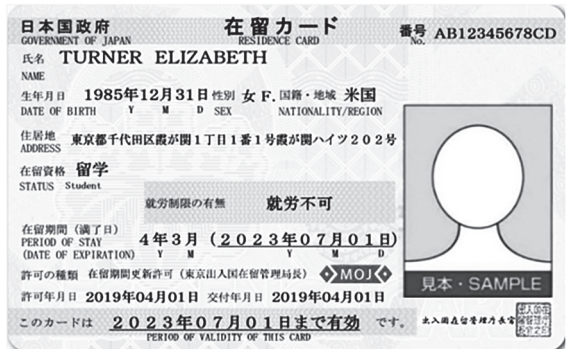 日本国政府 在留カード 番号 AB12345678CD
GOVERNMENT OF JAPAN RESIDENCE CARD No.
氏名 TURNER ELIZABETH
NAME
生年月日 1985年12月31日 性別 女 F. 国籍・地域 米国
DATE OF BIRTH Y M D SEX NATIONALITY/REGION
住居地 東京都千代田区霞が関1丁目1番1号霞が関ハイツ202号
ADDRESS
在留資格 留学
STATUS Student
就労制限の有無 就労不可
在留期間(満了日) 4年3月(2023年07月01日)
PERIOD OF STAY Y M Y M D
(DATE OF EXPIRATION)
許可の種類 在留期間更新許可(東京出入国在留管理局長) MOJ
見本・SAMPLE
許可年月日 2019年04月01日 交付年月日 2019年04月01日
このカードは 2023年07月01日まで有効 です。 出入国在留管理庁長官
PERIOD OF VALIDITY OF THIS CARD